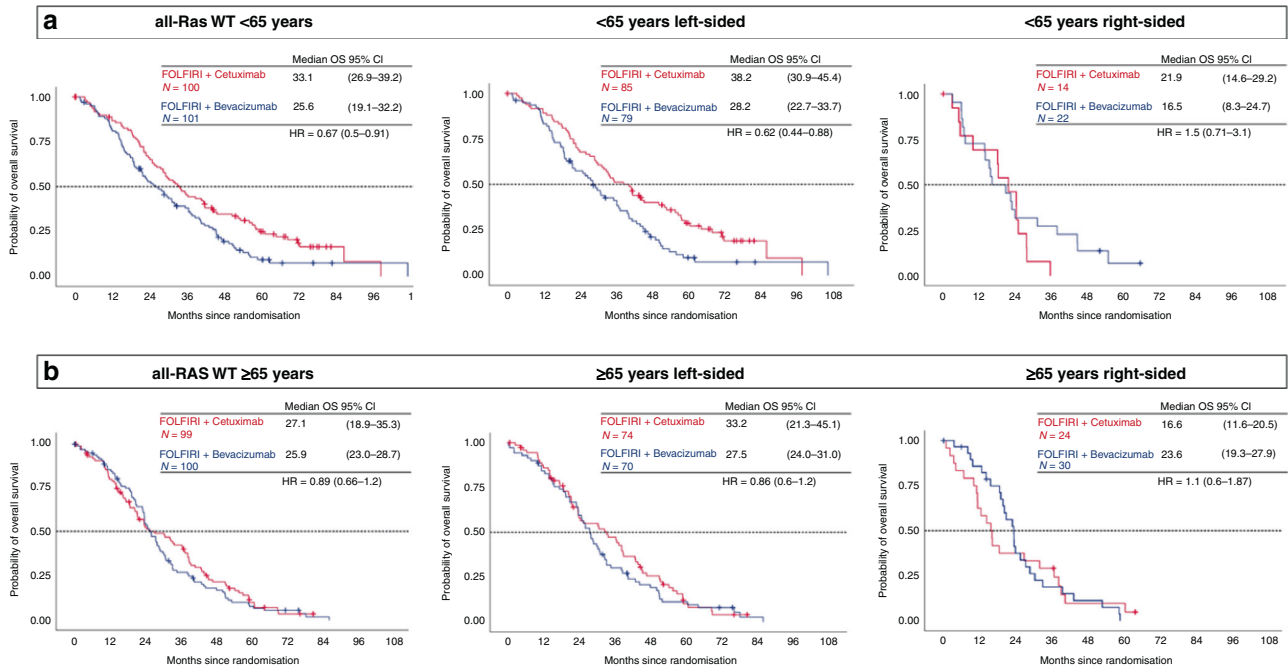 a
all-Ras WT <65 years
<65 years left-sided
<65 years right-sided
Median OS 95% CI
FOLFIRI + Cetuximab 33.1 (26.9–39.2)
N = 100
FOLFIRI + Bevacizumab 25.6 (19.1–32.2)
N = 101
HR = 0.67 (0.5–0.91)
Probability of overall survival
1.00
0.75
0.50
0.25
0.00
0 12 24 36 48 60 72 84 96 1
Months since randomisation
Median OS 95% CI
FOLFIRI + Cetuximab 38.2 (30.9–45.4)
N = 85
FOLFIRI + Bevacizumab 28.2 (22.7–33.7)
N = 79
HR = 0.62 (0.44–0.88)
Probability of overall survival
1.00
0.75
0.50
0.25
0.00
0 12 24 36 48 60 72 84 96 108
Months since randomisation
Median OS 95% CI
FOLFIRI + Cetuximab 21.9 (14.6–29.2)
N = 14
FOLFIRI + Bevacizumab 16.5 (8.3–24.7)
N = 22
HR = 1.5 (0.71–3.1)
Probability of overall survival
1.00
0.75
0.50
0.25
0.00
0 12 24 36 48 60 72 84 96 108
Months since randomisation
b
all-RAS WT ≥65 years
≥65 years left-sided
≥65 years right-sided
Median OS 95% CI
FOLFIRI + Cetuximab 27.1 (18.9–35.3)
N = 99
FOLFIRI + Bevacizumab 25.9 (23.0–28.7)
N = 100
HR = 0.89 (0.66–1.2)
Probability of overall survival
1.00
0.75
0.50
0.25
0.00
0 12 24 36 48 60 72 84 96 108
Months since randomisation
Median OS 95% CI
FOLFIRI + Cetuximab 33.2 (21.3–45.1)
N = 74
FOLFIRI + Bevacizumab 27.5 (24.0–31.0)
N = 70
HR = 0.86 (0.6–1.2)
Probability of overall survival
1.00
0.75
0.50
0.25
0.00
0 12 24 36 48 60 72 84 96 108
Months since randomisation
Median OS 95% CI
FOLFIRI + Cetuximab 16.6 (11.6–20.5)
N = 24
FOLFIRI + Bevacizumab 23.6 (19.3–27.9)
N = 30
HR = 1.1 (0.6–1.87)
Probability of overall survival
1.00
0.75
0.50
0.25
0.00
0 12 24 36 48 60 72 84 96 108
Months since randomisation